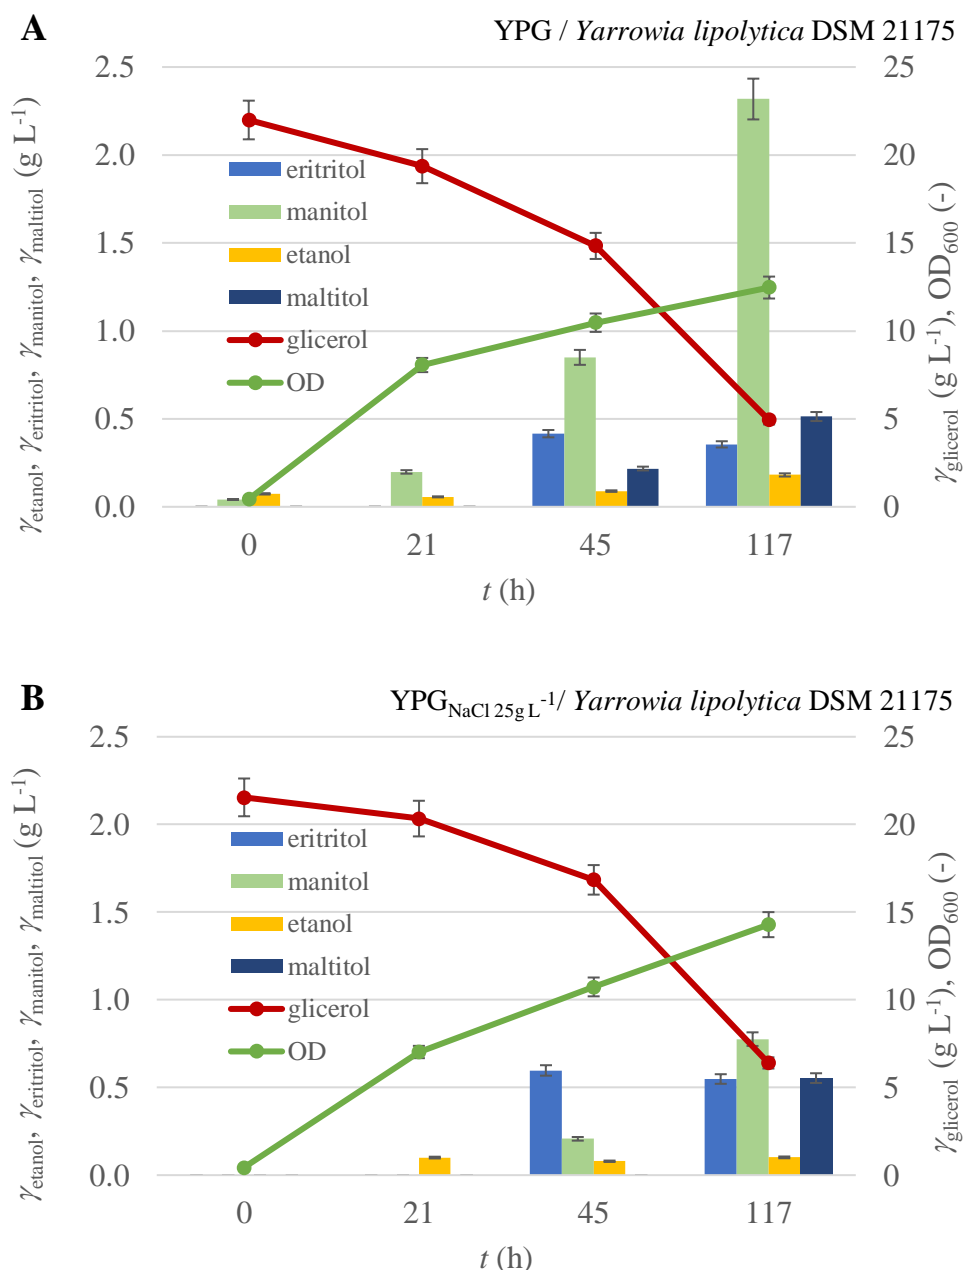 A
YPG / Yarrowia lipolytica DSM 21175
γetanol, γeritritol, γmanitol, γmaltitol (g L-1)
2.5
2.0
1.5
1.0
0.5
0.0
eritritol
manitol
etanol
maltitol
glicerol
OD
25
20
15
10
5
0
γglicerol (g L-1), OD600 (-)
0 21 45 117
t (h)
B
YPGNaCl 25g L-1/ Yarrowia lipolytica DSM 21175
γetanol, γeritritol, γmanitol, γmaltitol (g L-1)
2.5
2.0
1.5
1.0
0.5
0.0
eritritol
manitol
etanol
maltitol
glicerol
OD
25
20
15
10
5
0
γglicerol (g L-1), OD600 (-)
0 21 45 117
t (h)